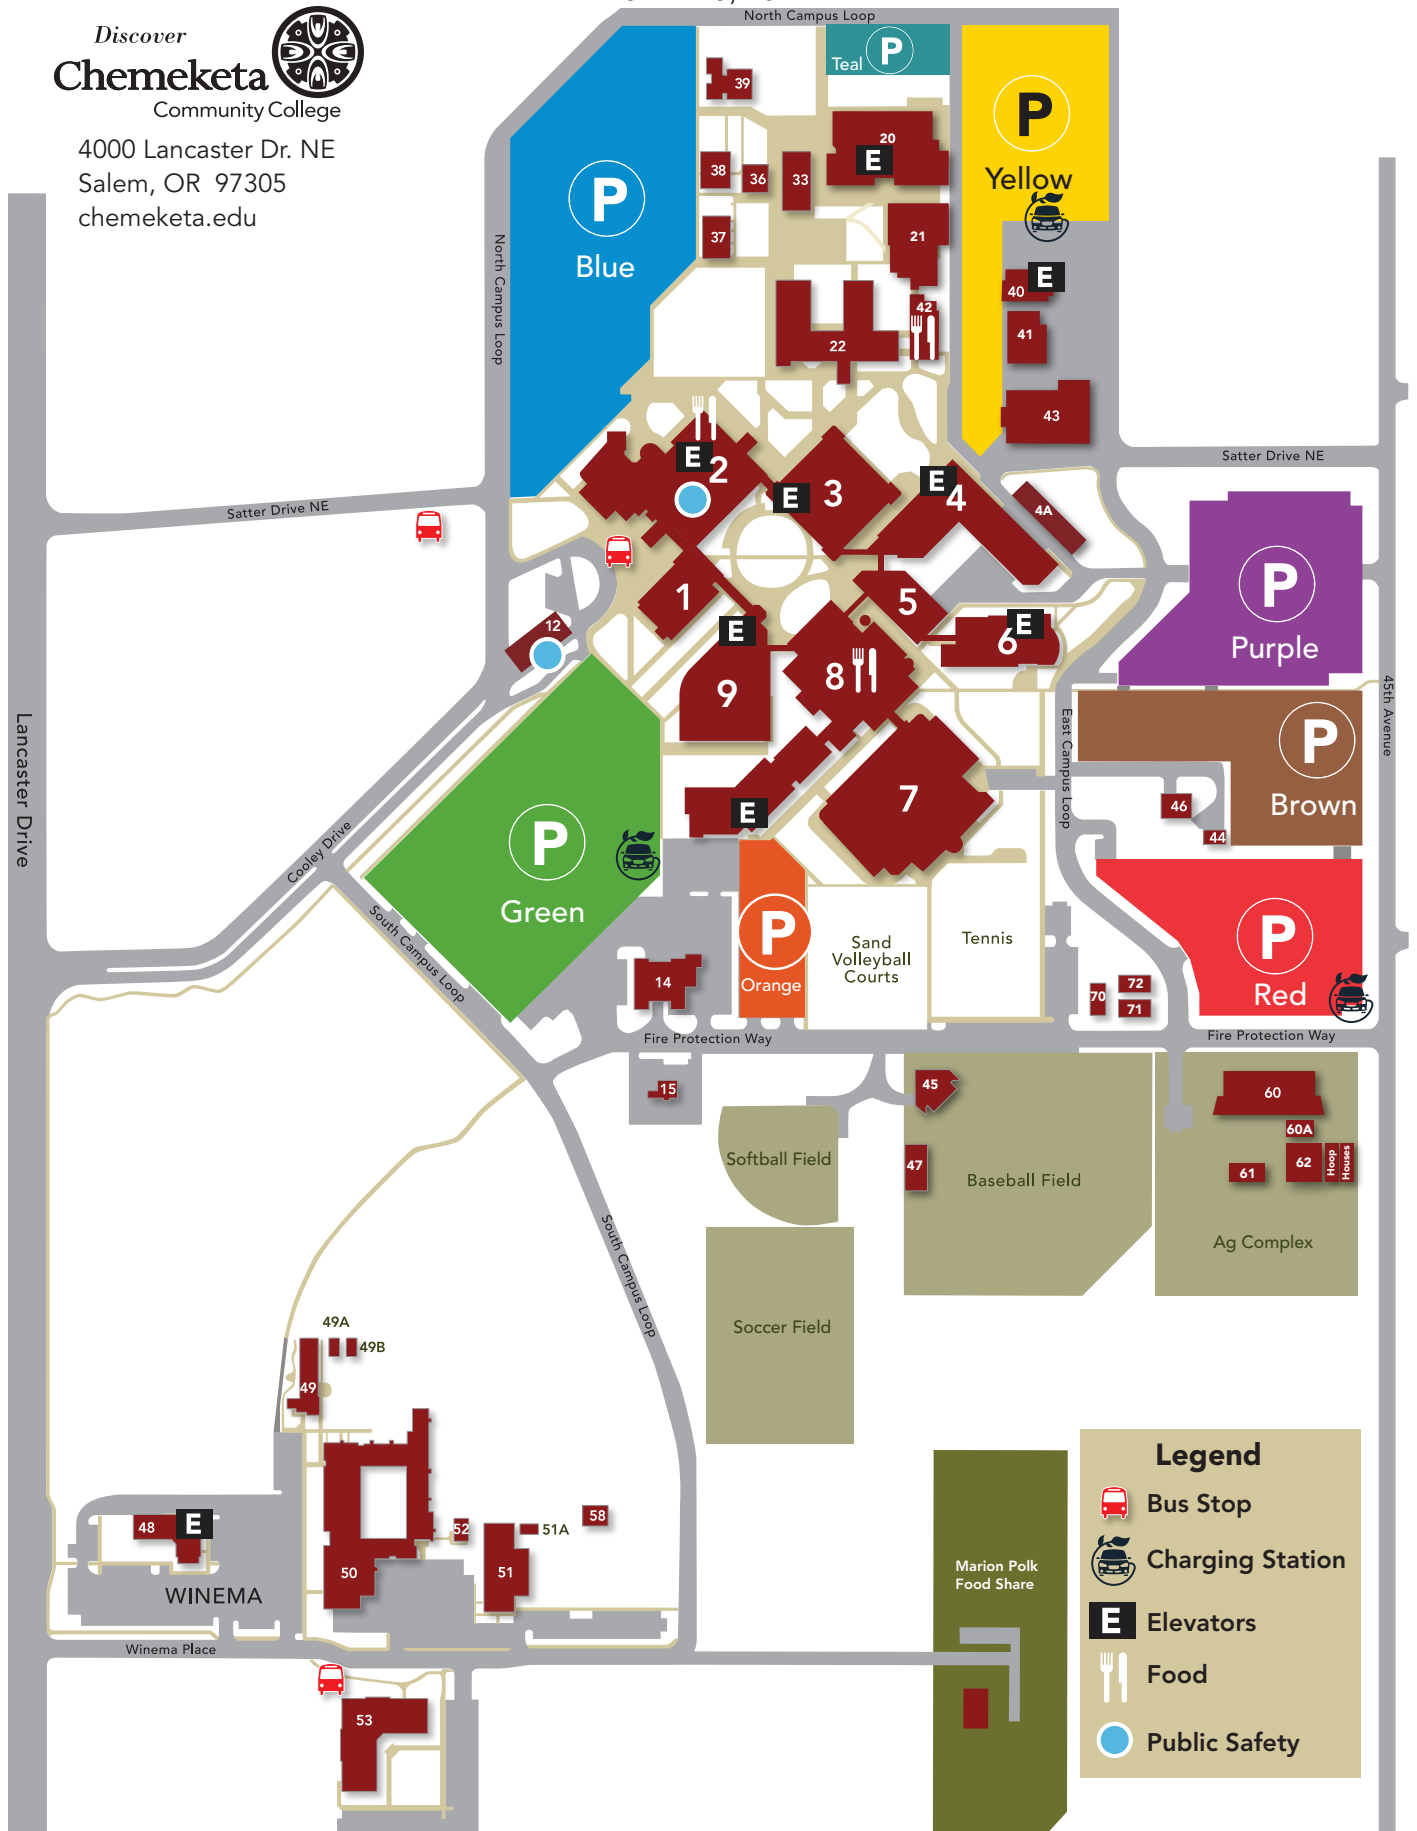 North Campus Loop
Discover
Chemeketa
Community College
4000 Lancaster Dr. NE
Salem, OR 97305
chemeketa.edu
P
Teal
P
Yellow
P
Blue
North Campus Loop
39
20
E
38
36
33
37
21
40
E
42
41
22
43
Satter Drive NE
Satter Drive NE
E
2
E
3
E
4
4A
P
Purple
1
5
12
E
6
E
9
8
7
E
Lancaster Drive
45th Avenue
East Campus Loop
P
Brown
46
44
P
Green
Cooley Drive
South Campus Loop
P
Orange
Sand
Volleyball
Courts
Tennis
P
Red
14
70
72
71
Fire Protection Way
Fire Protection Way
15
45
47
60
60A
61
62
Hoop
Houses
Softball Field
Baseball Field
Ag Complex
South Campus Loop
Soccer Field
49A
49B
49
48
E
WINEMA
50
52
51A
51
58
Winema Place
53
Marion Polk
Food Share
Legend
Bus Stop
Charging Station
E
Elevators
Food
Public Safety